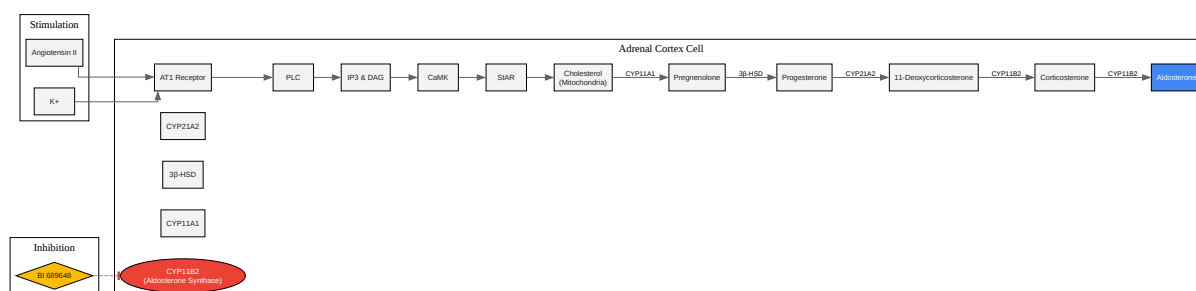 Stimulation
Angiotensin II
K+
Adrenal Cortex Cell
AT1 Receptor
PLC
IP3 & DAG
CaMK
StAR
Cholesterol
(Mitochondria)
CYP11A1
Pregnenolone
3β-HSD
Progesterone
CYP21A2
11-Deoxycorticosterone
CYP11B2
Corticosterone
CYP11B2
Aldosterone
CYP21A2
3β-HSD
CYP11A1
Inhibition
BI 689648
CYP11B2
(Aldosterone Synthase)